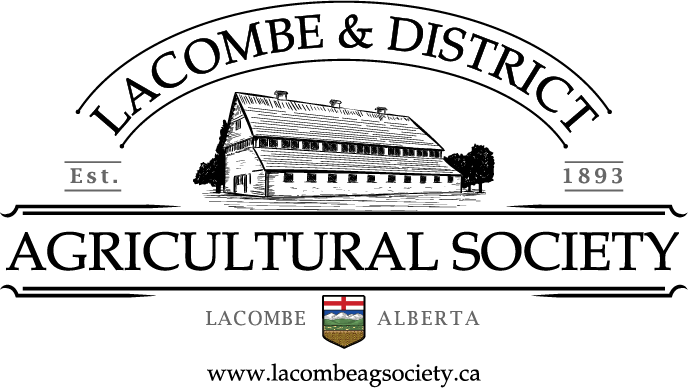 LACOMBE & DISTRICT
Est. 1893
AGRICULTURAL SOCIETY
LACOMBE ALBERTA
www.lacombeagsociety.ca